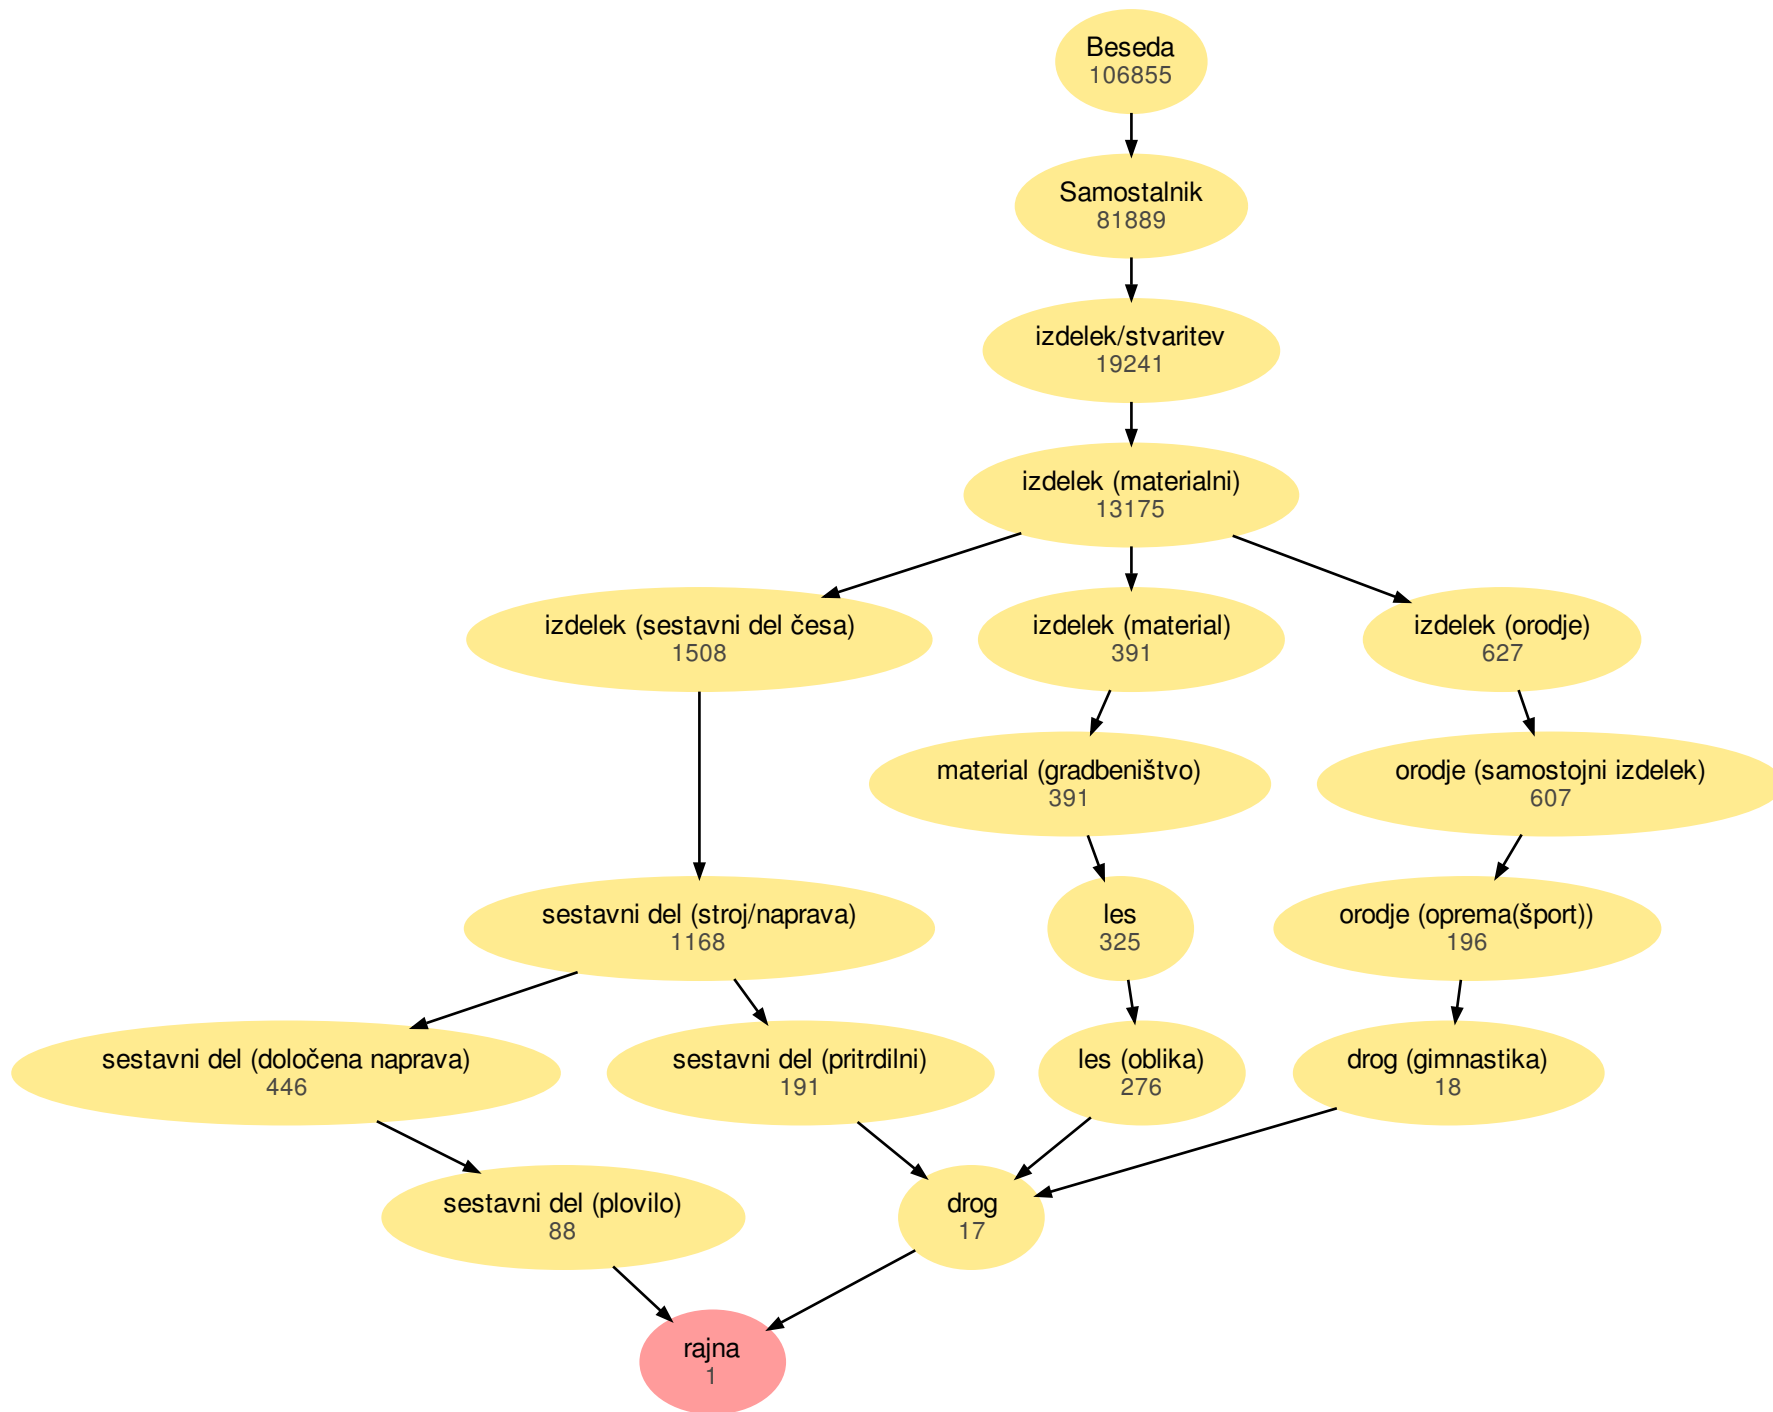 Beseda
106855
Samostalnik
81889
izdelek/stvaritev
19241
izdelek (materialni)
13175
izdelek (sestavni del česa)
1508
izdelek (material)
391
izdelek (orodje)
627
material (gradbeništvo)
391
orodje (samostojni izdelek)
607
sestavni del (stroj/naprava)
1168
les
325
orodje (oprema(šport))
196
sestavni del (določena naprava)
446
sestavni del (pritrdilni)
191
les (oblika)
276
drog (gimnastika)
18
sestavni del (plovilo)
88
drog
17
rajna
1